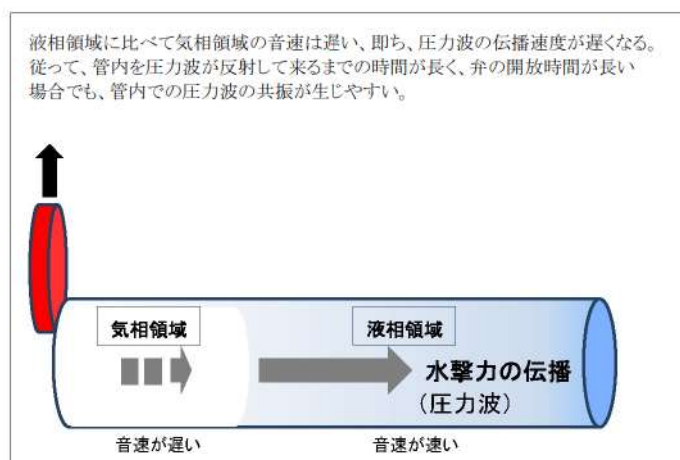 液相領域に比べて気相領域の音速は遅い、即ち、圧力波の伝播速度が遅くなる。
従って、管内を圧力波が反射して来るまでの時間が長く、弁の開放時間が長い
場合でも、管内での圧力波の共振が生じやすい。
気相領域
液相領域
水撃力の伝播
（圧力波）
音速が遅い
音速が速い